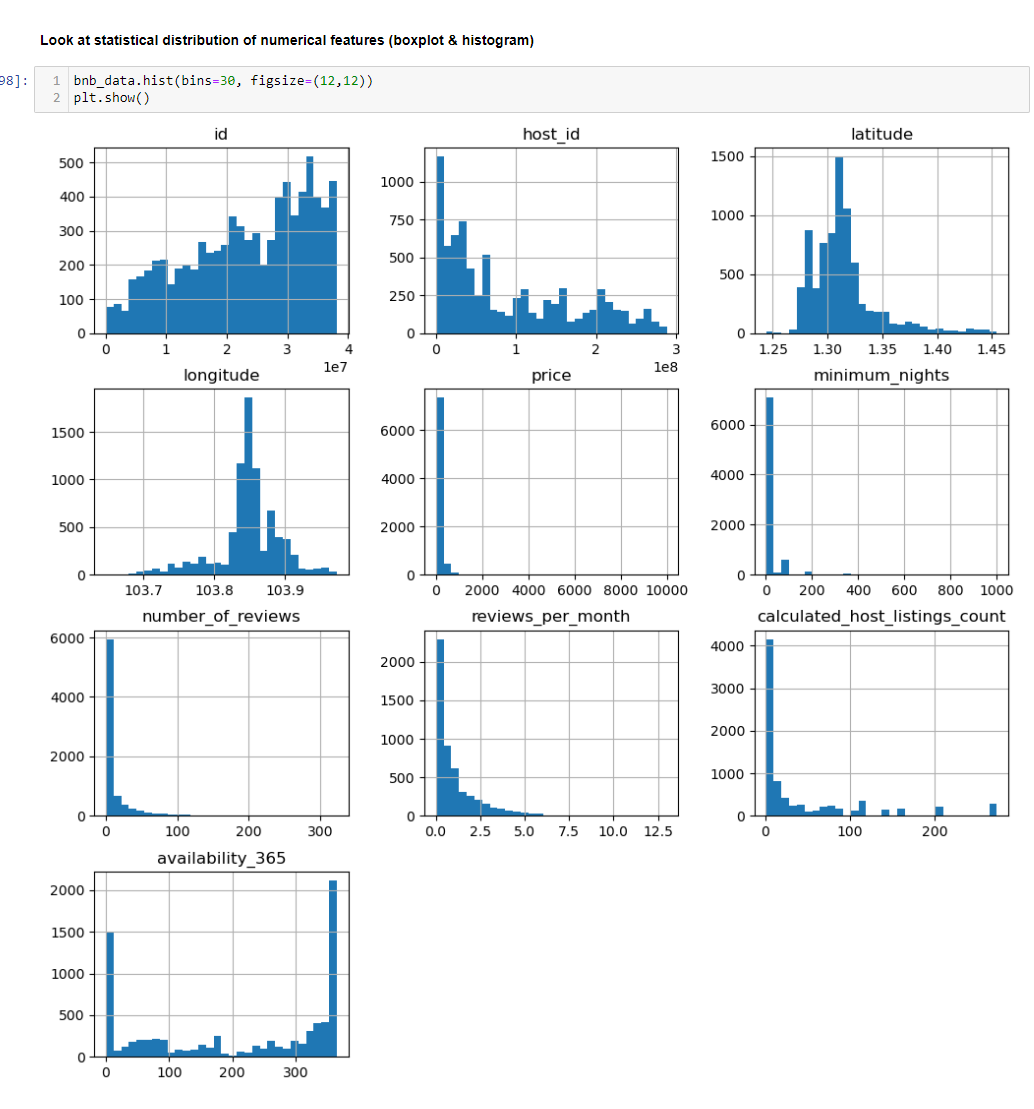 Look at statistical distribution of numerical features (boxplot & histogram)
98]:
1 bnb_data.hist(bins=30, figsize=(12,12))
2 plt.show()
id
host_id
latitude
500
400
300
200
100
0
0 1 2 3 4
1e7
1000
750
500
250
0
0 1 2 3
1e8
1500
1000
500
0
1.25 1.30 1.35 1.40 1.45
longitude
price
minimum_nights
1500
1000
500
0
103.7 103.8 103.9
6000
4000
2000
0
0 2000 4000 6000 8000 10000
6000
4000
2000
0
0 200 400 600 800 1000
number_of_reviews
reviews_per_month
calculated_host_listings_count
6000
4000
2000
0
0 100 200 300
2000
1500
1000
500
0
0.0 2.5 5.0 7.5 10.0 12.5
4000
3000
2000
1000
0
0 100 200
availability_365
2000
1500
1000
500
0
0 100 200 300